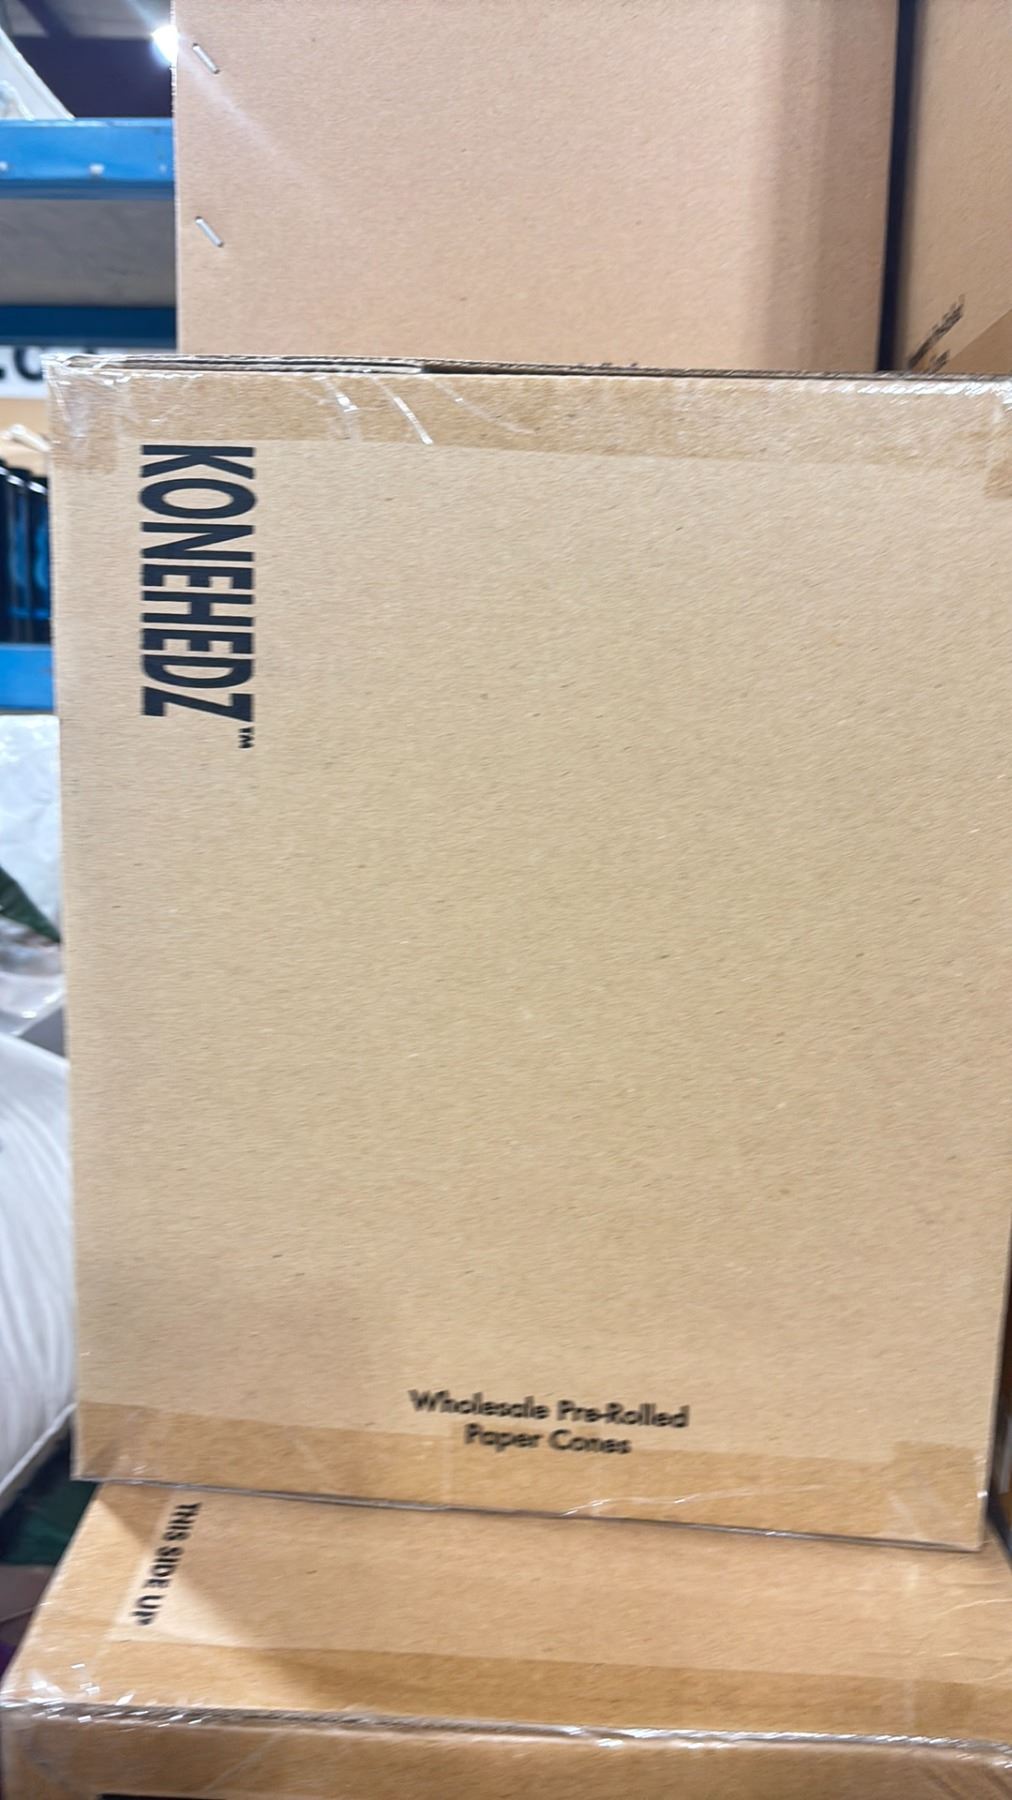 KONEHEDZ™
Wholesale Pre-Rolled
Paper Cones
THIS SIDE UP